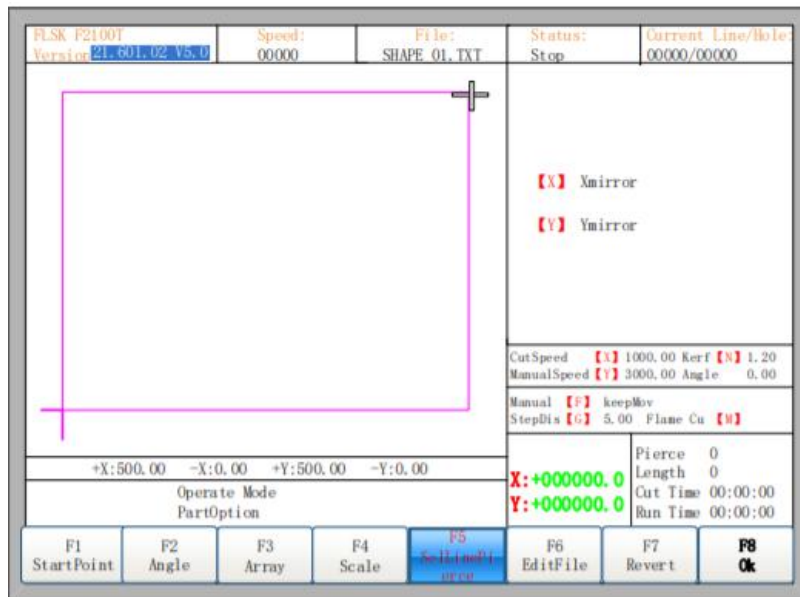 FLSK F2100T
Version 21.601.02 V5.0
Speed:
00000
File:
SHAPE 01.TXT
Status:
Stop
Current Line/Hole:
00000/00000
【X】 Xmirror
【Y】 Ymirror
CutSpeed 【X】 1000.00 Kerf 【N】 1.20
ManualSpeed 【Y】 3000.00 Angle 0.00
Manual 【F】 keepMov
StepDis 【G】 5.00 Flame Cu 【M】
+X:500.00 -X:0.00 +Y:500.00 -Y:0.00
Operate Mode
PartOption
X:+000000.0
Y:+000000.0
Pierce 0
Length 0
Cut Time 00:00:00
Run Time 00:00:00
F1
StartPoint
F2
Angle
F3
Array
F4
Scale
F5
SelLinePi
erce
F6
EditFile
F7
Revert
F8
Ok